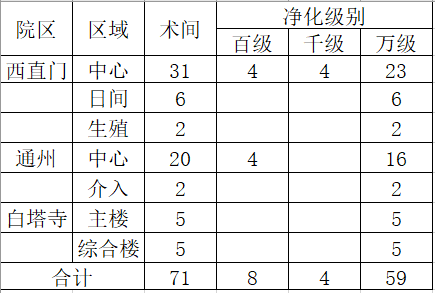 院区 区域 术间 净化级别
百级 千级 万级
西直门 中心 31 4 4 23
日间 6 6
生殖 2 2
通州 中心 20 4 16
介入 2 2
白塔寺 主楼 5 5
综合楼 5 5
合计 71 8 4 59